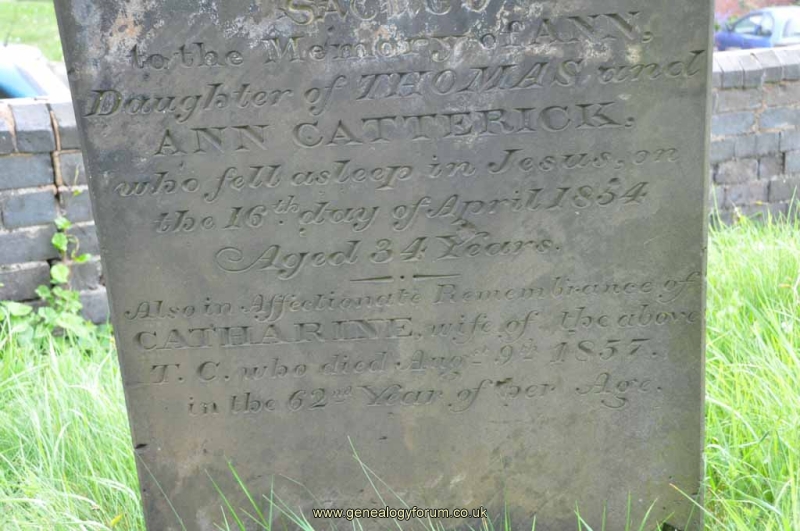 SACRED
to the Memory of ANN,
Daughter of THOMAS and
ANN CATTERICK,
who fell asleep in Jesus, on
the 16th day of April 1854
Aged 34 Years.
Also in Affectionate Remembrance of
CATHARINE, wife of the above
T. C. who died Augst 9th 1857.
in the 62nd Year of her Age.
www.genealogyforum.co.uk